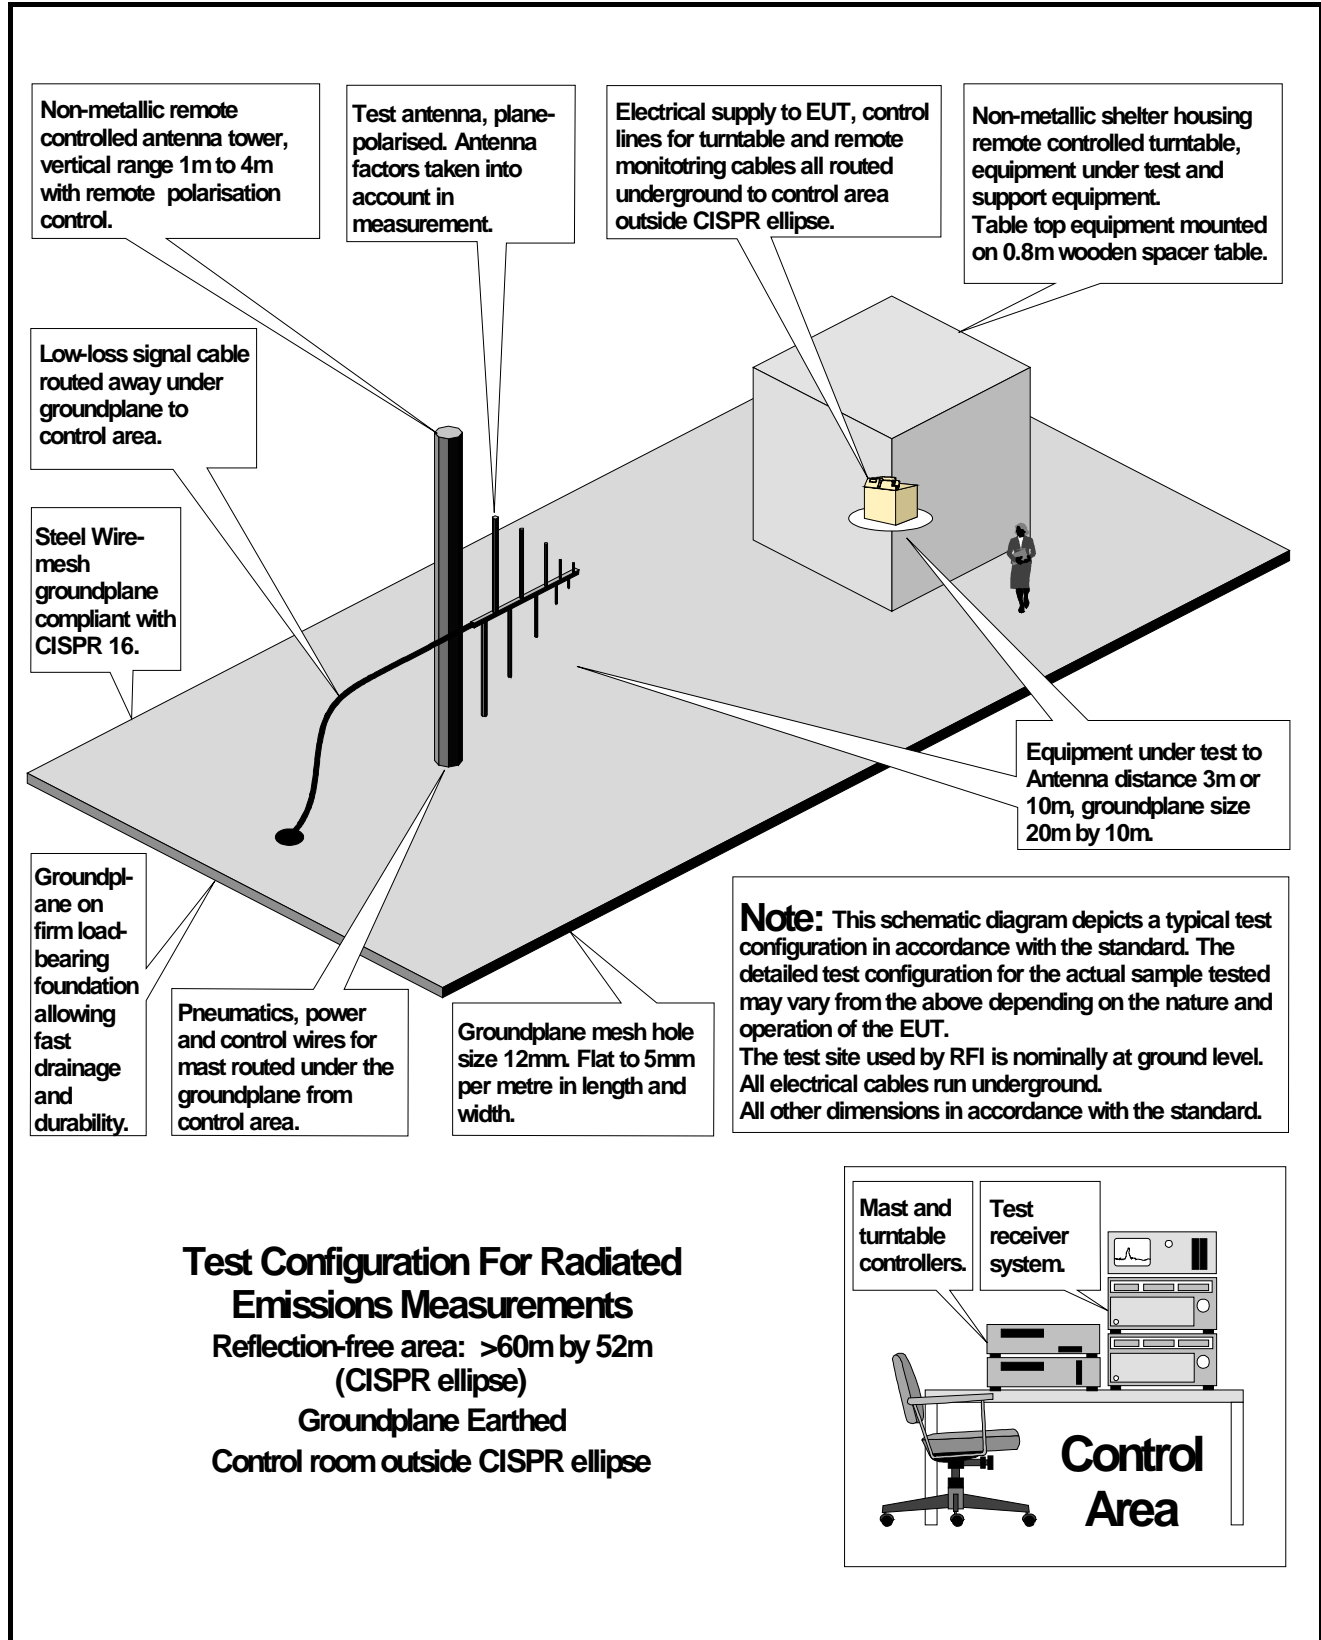 Non-metallic remote
controlled antenna tower,
vertical range 1m to 4m
with remote polarisation
control.
Test antenna, plane-
polarised. Antenna
factors taken into
account in
measurement.
Electrical supply to EUT, control
lines for turntable and remote
monitotring cables all routed
underground to control area
outside CISPR ellipse.
Non-metallic shelter housing
remote controlled turntable,
equipment under test and
support equipment.
Table top equipment mounted
on 0.8m wooden spacer table.
Low-loss signal cable
routed away under
groundplane to
control area.
Steel Wire-
mesh
groundplane
compliant with
CISPR 16.
Equipment under test to
Antenna distance 3m or
10m, groundplane size
20m by 10m.
Groundpl-
ane on
firm load-
bearing
foundation
allowing
fast
drainage
and
durability.
Pneumatics, power
and control wires for
mast routed under the
groundplane from
control area.
Groundplane mesh hole
size 12mm. Flat to 5mm
per metre in length and
width.
Note: This schematic diagram depicts a typical test
configuration in accordance with the standard. The
detailed test configuration for the actual sample tested
may vary from the above depending on the nature and
operation of the EUT.
The test site used by RFI is nominally at ground level.
All electrical cables run underground.
All other dimensions in accordance with the standard.
Test Configuration For Radiated
Emissions Measurements
Reflection-free area: >60m by 52m
(CISPR ellipse)
Groundplane Earthed
Control room outside CISPR ellipse
Mast and
turntable
controllers.
Test
receiver
system.
Control
Area